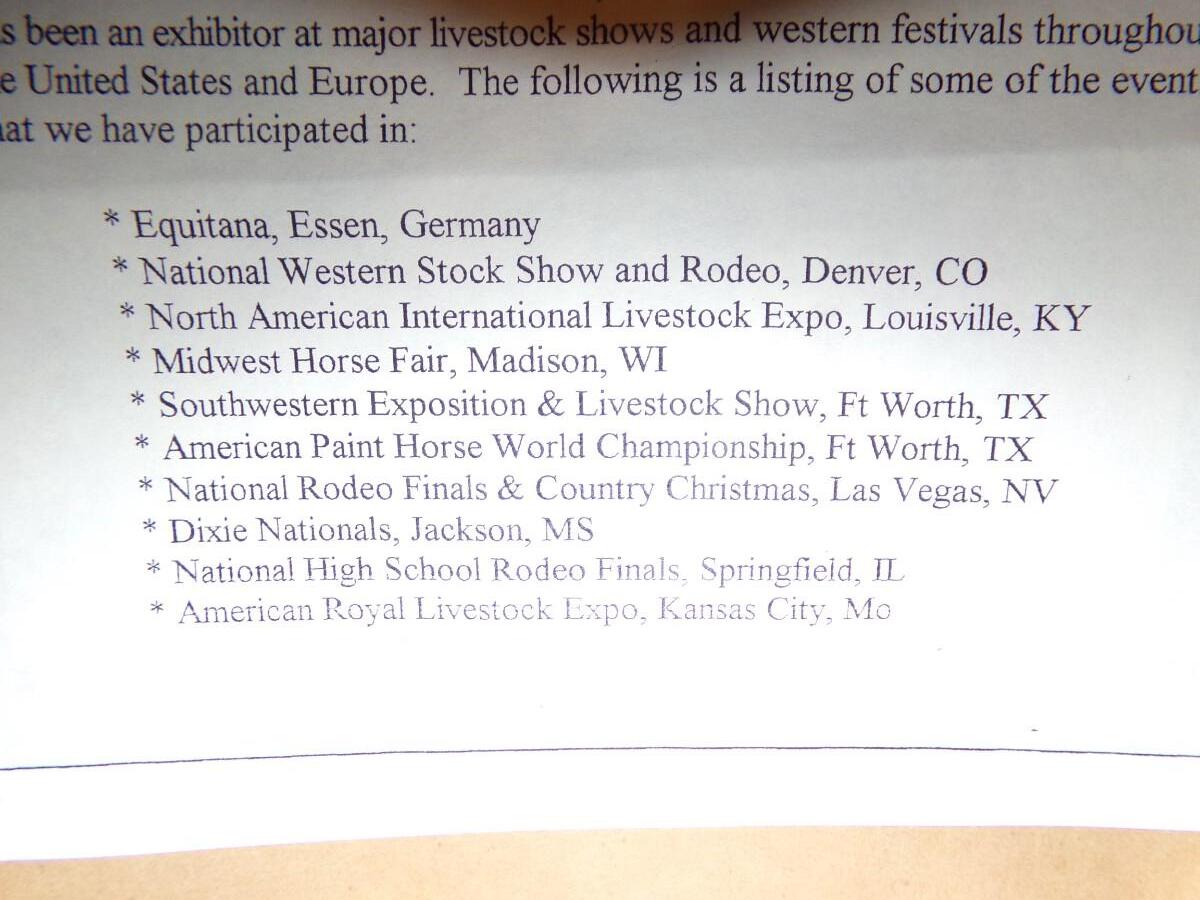 s been an exhibitor at major livestock shows and western festivals throughou
e United States and Europe. The following is a listing of some of the event
at we have participated in:
* Equitana, Essen, Germany
* National Western Stock Show and Rodeo, Denver, CO
* North American International Livestock Expo, Louisville, KY
* Midwest Horse Fair, Madison, WI
* Southwestern Exposition & Livestock Show, Ft Worth, TX
* American Paint Horse World Championship, Ft Worth, TX
* National Rodeo Finals & Country Christmas, Las Vegas, NV
* Dixie Nationals, Jackson, MS
* National High School Rodeo Finals, Springfield, IL
* American Royal Livestock Expo, Kansas City, Mo